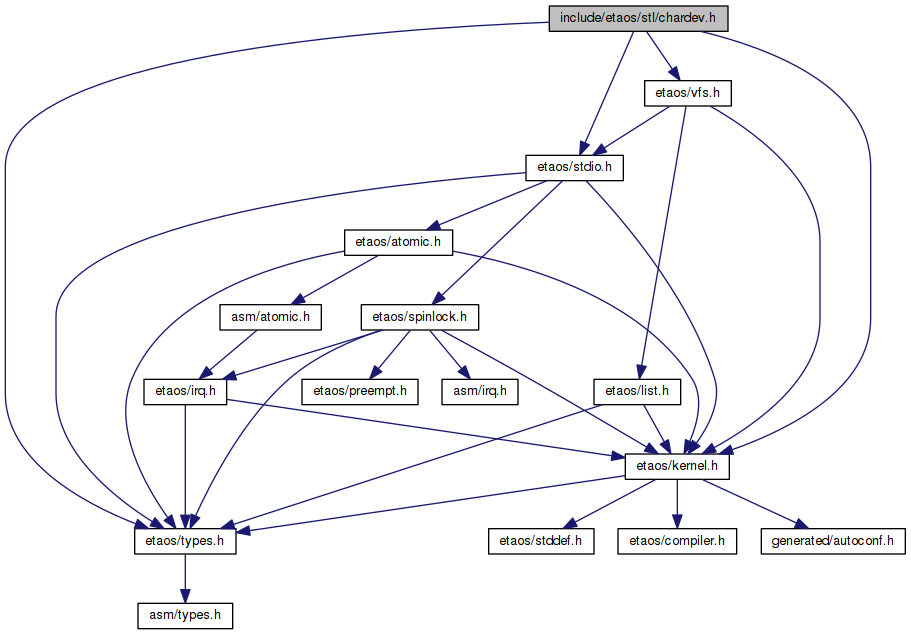 include/etaos/stl/chardev.h
etaos/vfs.h
etaos/stdio.h
etaos/atomic.h
asm/atomic.h
etaos/spinlock.h
etaos/irq.h
etaos/preempt.h
asm/irq.h
etaos/list.h
etaos/kernel.h
etaos/types.h
etaos/stddef.h
etaos/compiler.h
generated/autoconf.h
asm/types.h